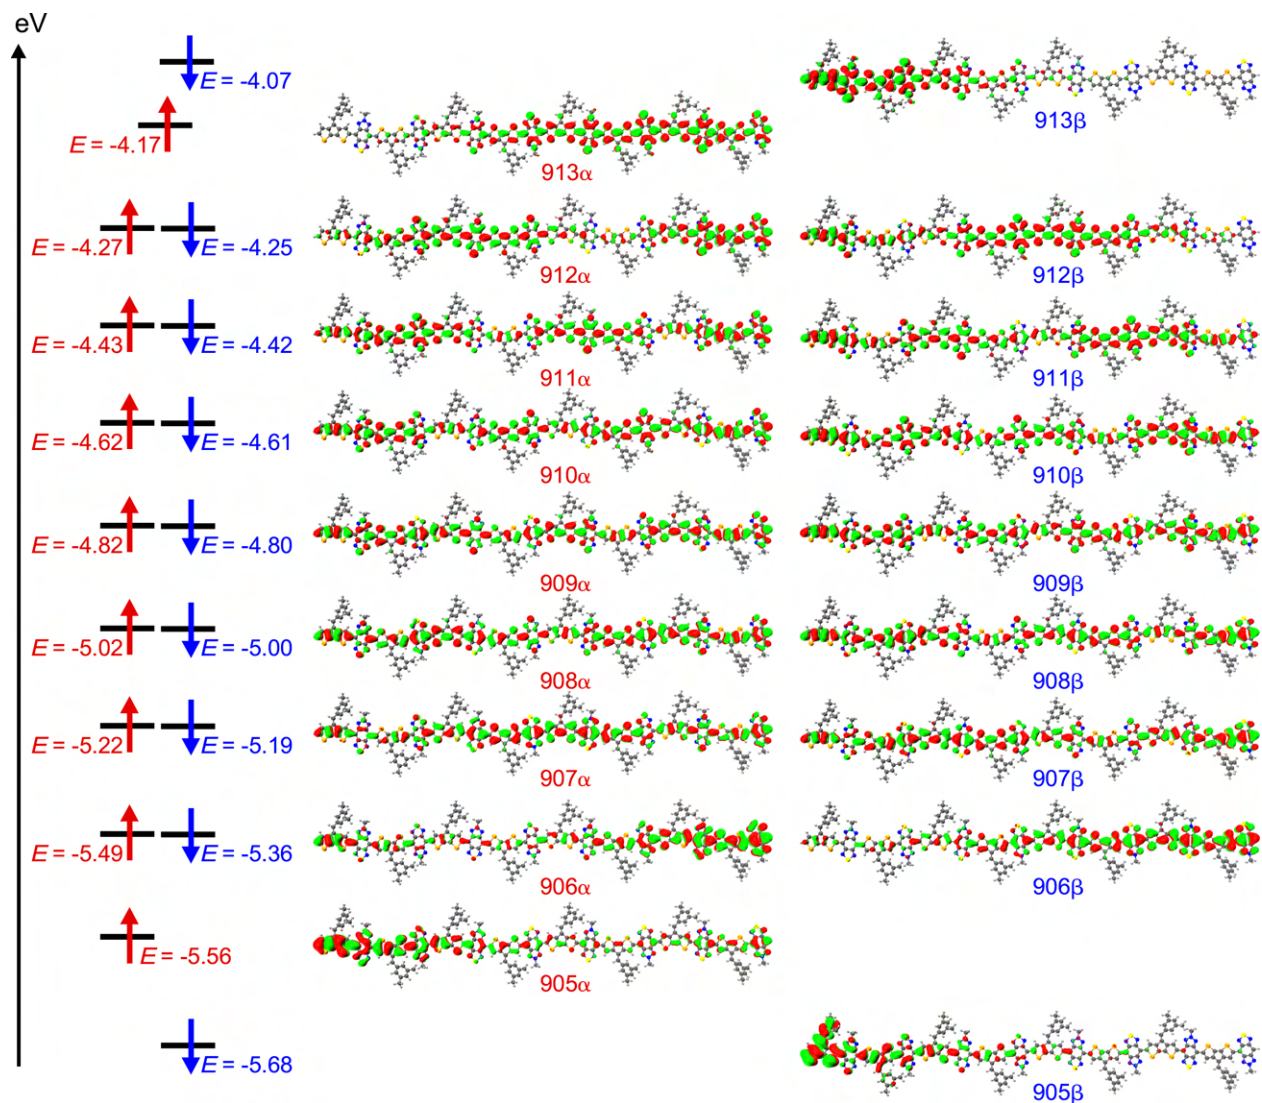 eV
E = -4.07
913β
E = -4.17
913α
E = -4.27
E = -4.25
912α
912β
E = -4.43
E = -4.42
911α
911β
E = -4.62
E = -4.61
910α
910β
E = -4.82
E = -4.80
909α
909β
E = -5.02
E = -5.00
908α
908β
E = -5.22
E = -5.19
907α
907β
E = -5.49
E = -5.36
906α
906β
E = -5.56
905α
E = -5.68
905β